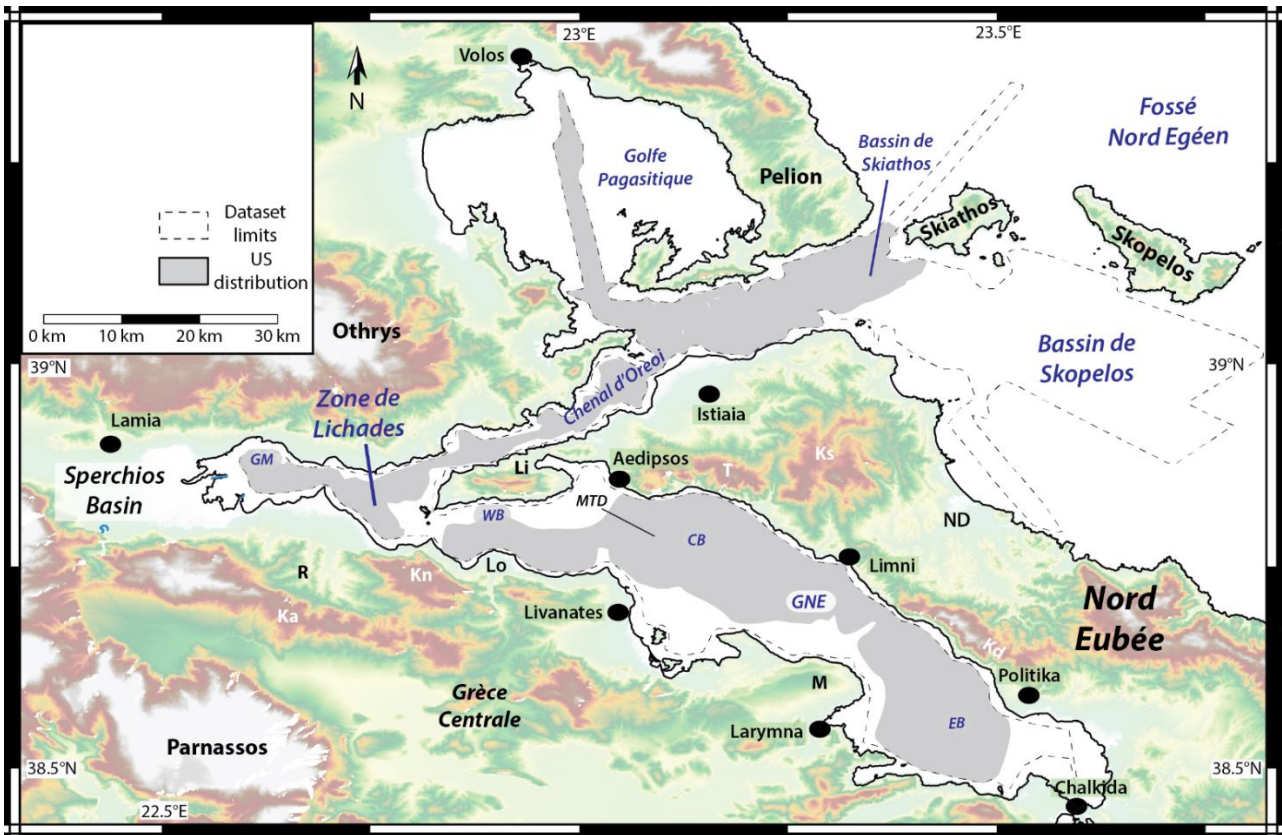 23°E
23.5°E
Volos
N
Fossé
Nord Egéen
Bassin de
Skiathos
Golfe
Pagasitique
Pelion
Skiathos
Skopelos
Dataset
limits
US
distribution
0 km
10 km
20 km
30 km
Othrys
39°N
39°N
Bassin de
Skopelos
Chenal d'Oreoi
Zone de
Lichades
Istiaia
Lamia
GM
Li
Aedipsos
T
Ks
Sperchios
Basin
MTD
WB
CB
ND
R
Kn
Lo
Limni
Ka
Livanates
GNE
Nord
Eubée
Kd
Politika
Grèce
Centrale
M
Larymna
EB
Parnassos
38.5°N
38.5°N
22.5°E
Chalkida